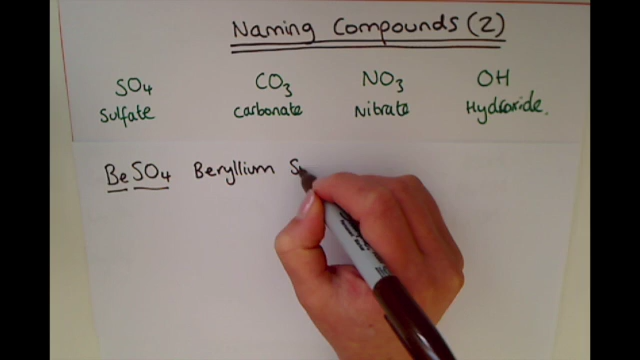 Naming Compounds (2)
SO4 CO3 NO3 OH
Sulfate Carbonate Nitrate Hydroxide.
BeSO4 Beryllium S